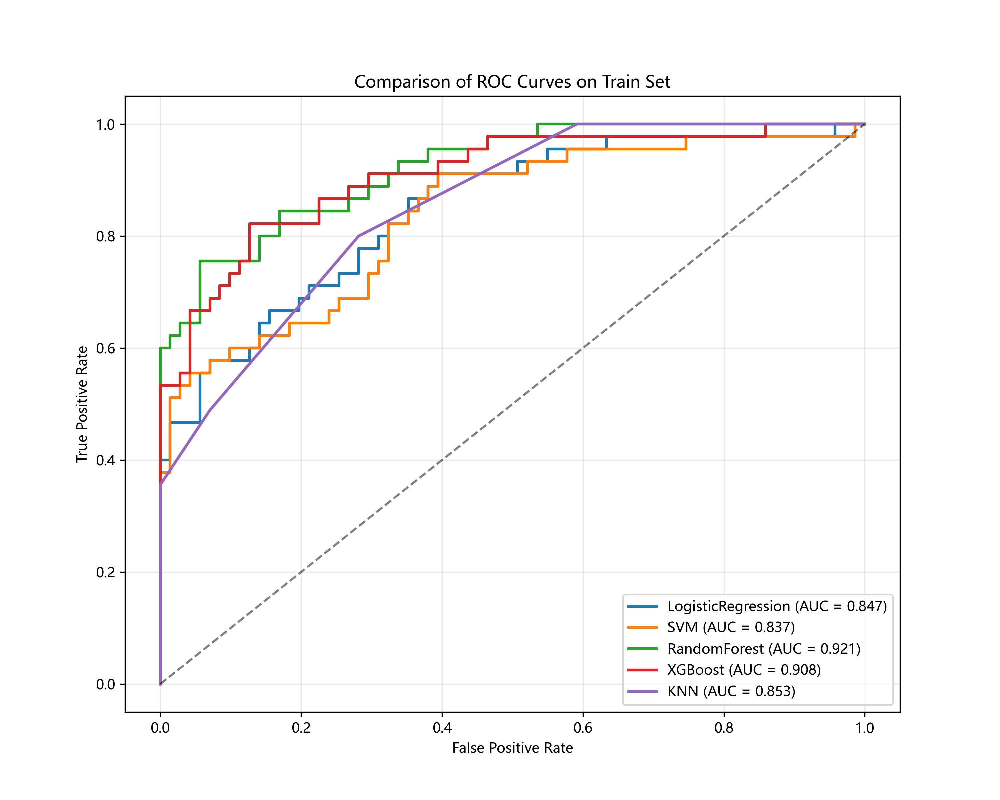 Comparison of ROC Curves on Train Set
True Positive Rate
1.0
0.8
0.6
0.4
0.2
0.0
0.0 0.2 0.4 0.6 0.8 1.0
False Positive Rate
LogisticRegression (AUC = 0.847)
SVM (AUC = 0.837)
RandomForest (AUC = 0.921)
XGBoost (AUC = 0.908)
KNN (AUC = 0.853)